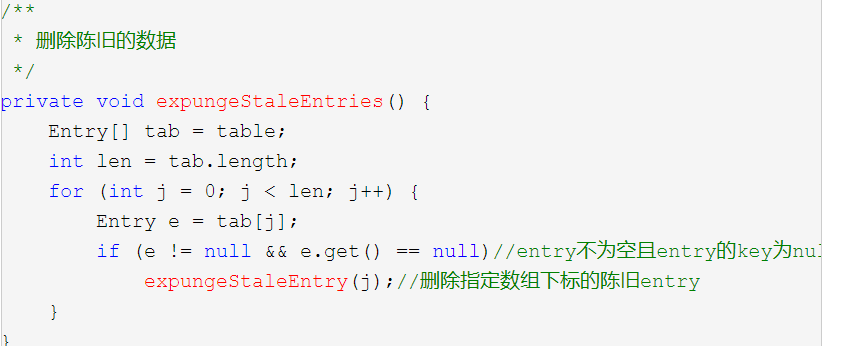 /**
 * 删除陈旧的数据
 */
private void expungeStaleEntries() {
    Entry[] tab = table;
    int len = tab.length;
    for (int j = 0; j < len; j++) {
        Entry e = tab[j];
        if (e != null && e.get() == null)//entry不为空且entry的key为nul
            expungeStaleEntry(j);//删除指定数组下标的陈旧entry
    }
}